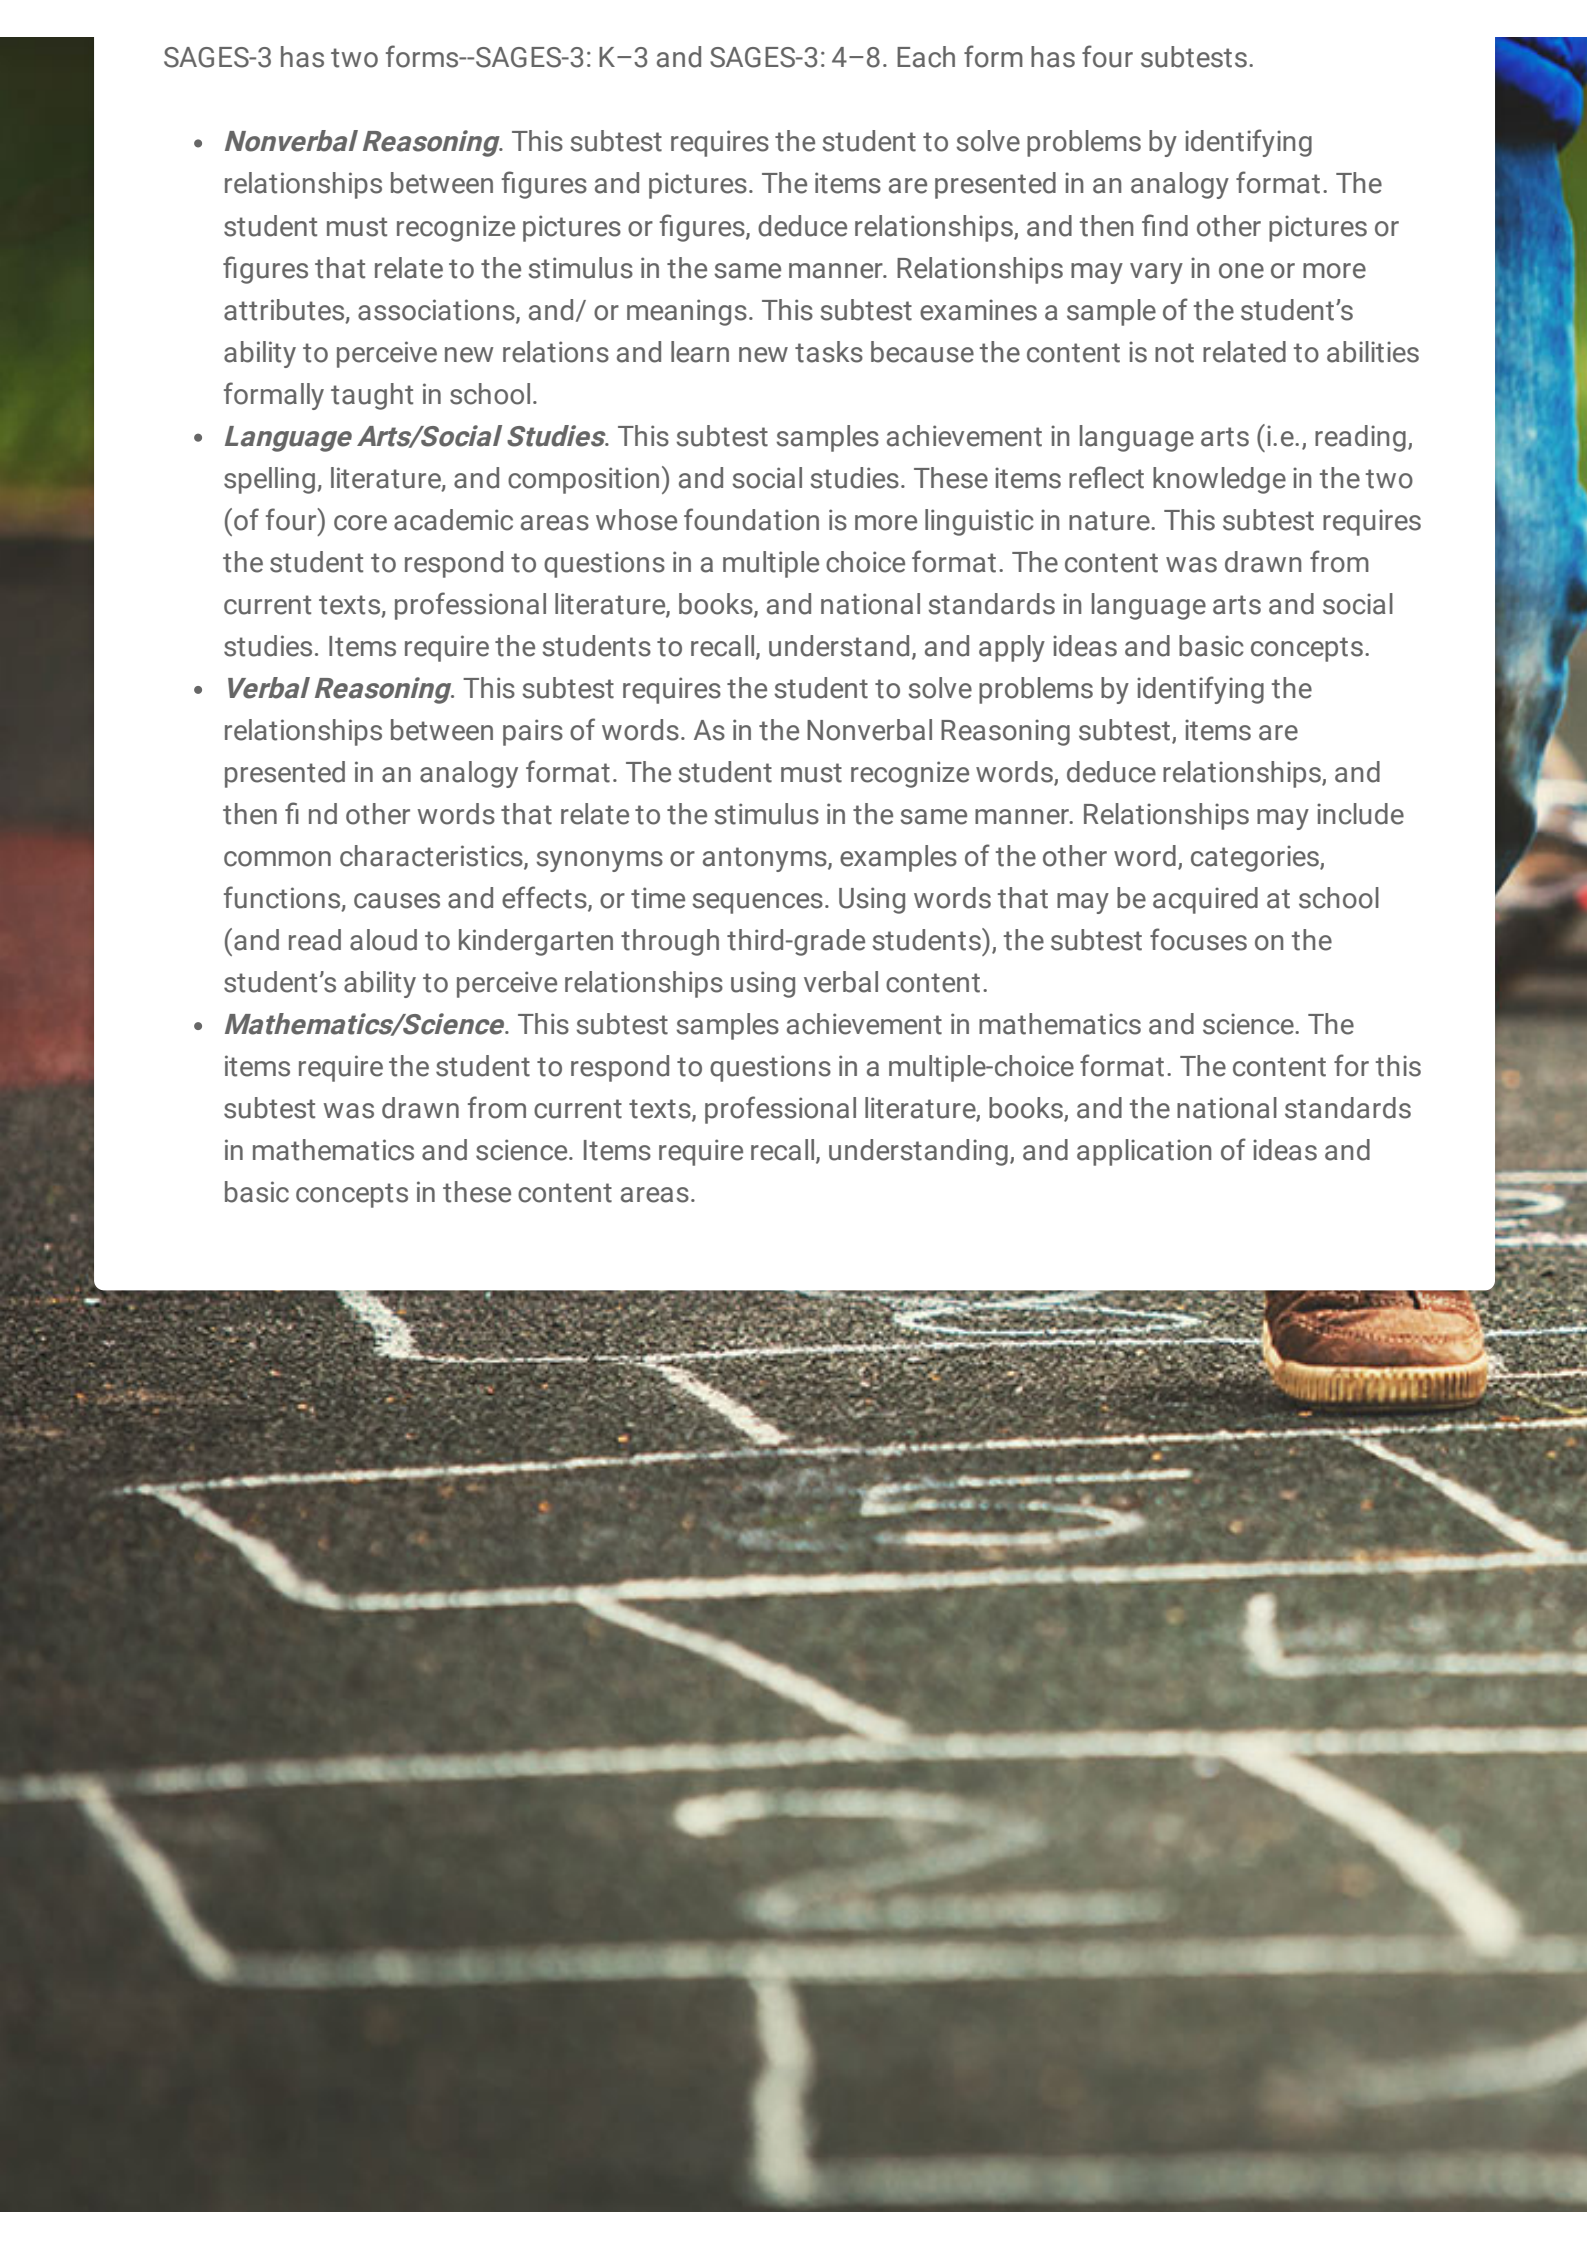 SAGES-3 has two forms--SAGES-3: K–3 and SAGES-3: 4–8. Each form has four subtests.
• Nonverbal Reasoning. This subtest requires the student to solve problems by identifying
relationships between figures and pictures. The items are presented in an analogy format. The
student must recognize pictures or figures, deduce relationships, and then find other pictures or
figures that relate to the stimulus in the same manner. Relationships may vary in one or more
attributes, associations, and/ or meanings. This subtest examines a sample of the student’s
ability to perceive new relations and learn new tasks because the content is not related to abilities
formally taught in school.
• Language Arts/Social Studies. This subtest samples achievement in language arts (i.e., reading,
spelling, literature, and composition) and social studies. These items reflect knowledge in the two
(of four) core academic areas whose foundation is more linguistic in nature. This subtest requires
the student to respond to questions in a multiple choice format. The content was drawn from
current texts, professional literature, books, and national standards in language arts and social
studies. Items require the students to recall, understand, and apply ideas and basic concepts.
• Verbal Reasoning. This subtest requires the student to solve problems by identifying the
relationships between pairs of words. As in the Nonverbal Reasoning subtest, items are
presented in an analogy format. The student must recognize words, deduce relationships, and
then fi nd other words that relate to the stimulus in the same manner. Relationships may include
common characteristics, synonyms or antonyms, examples of the other word, categories,
functions, causes and effects, or time sequences. Using words that may be acquired at school
(and read aloud to kindergarten through third-grade students), the subtest focuses on the
student’s ability to perceive relationships using verbal content.
• Mathematics/Science. This subtest samples achievement in mathematics and science. The
items require the student to respond to questions in a multiple-choice format. The content for this
subtest was drawn from current texts, professional literature, books, and the national standards
in mathematics and science. Items require recall, understanding, and application of ideas and
basic concepts in these content areas.
5
2